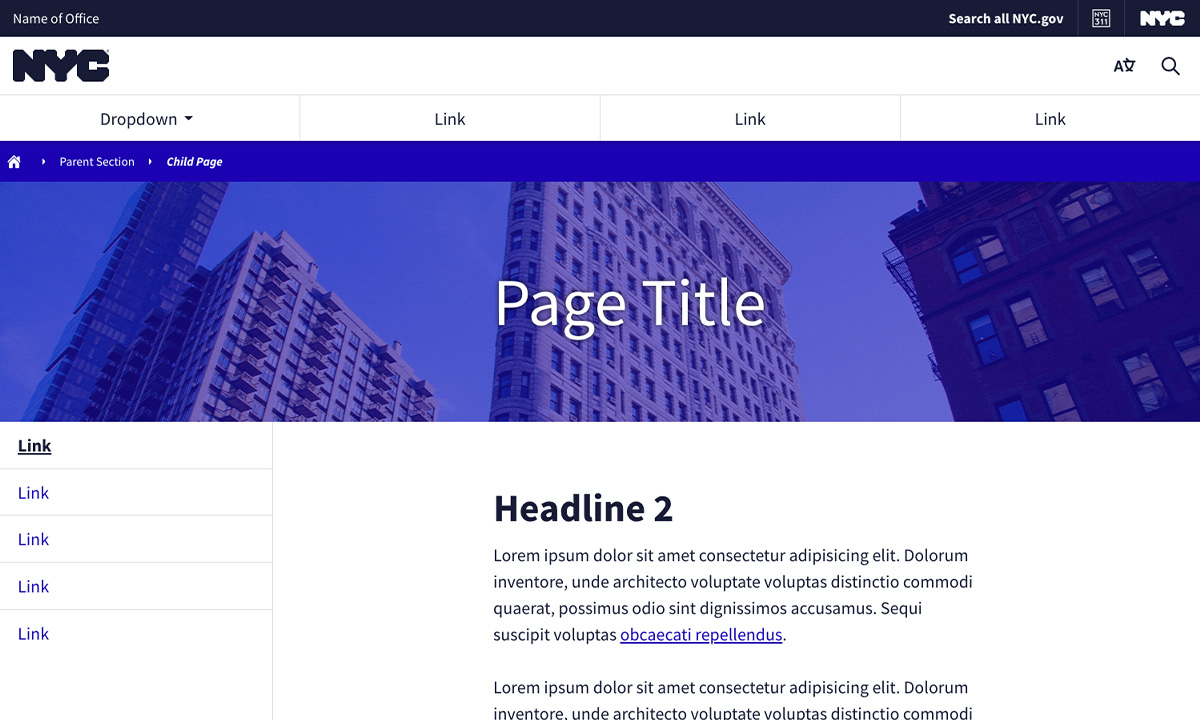 Name of Office
Search all NYC.gov
NYC
311
NYC
NYC
A文
Dropdown
Link
Link
Link
Parent Section
Child Page
Page Title
Link
Link
Link
Link
Link
Headline 2
Lorem ipsum dolor sit amet consectetur adipisicing elit. Dolorum
inventore, unde architecto voluptate voluptas distinctio commodi
quaerat, possimus odio sint dignissimos accusamus. Sequi
suscipit voluptas obcaecati repellendus.
Lorem ipsum dolor sit amet consectetur adipisicing elit. Dolorum
inventore, unde architecto voluptate voluptas distinctio commodi